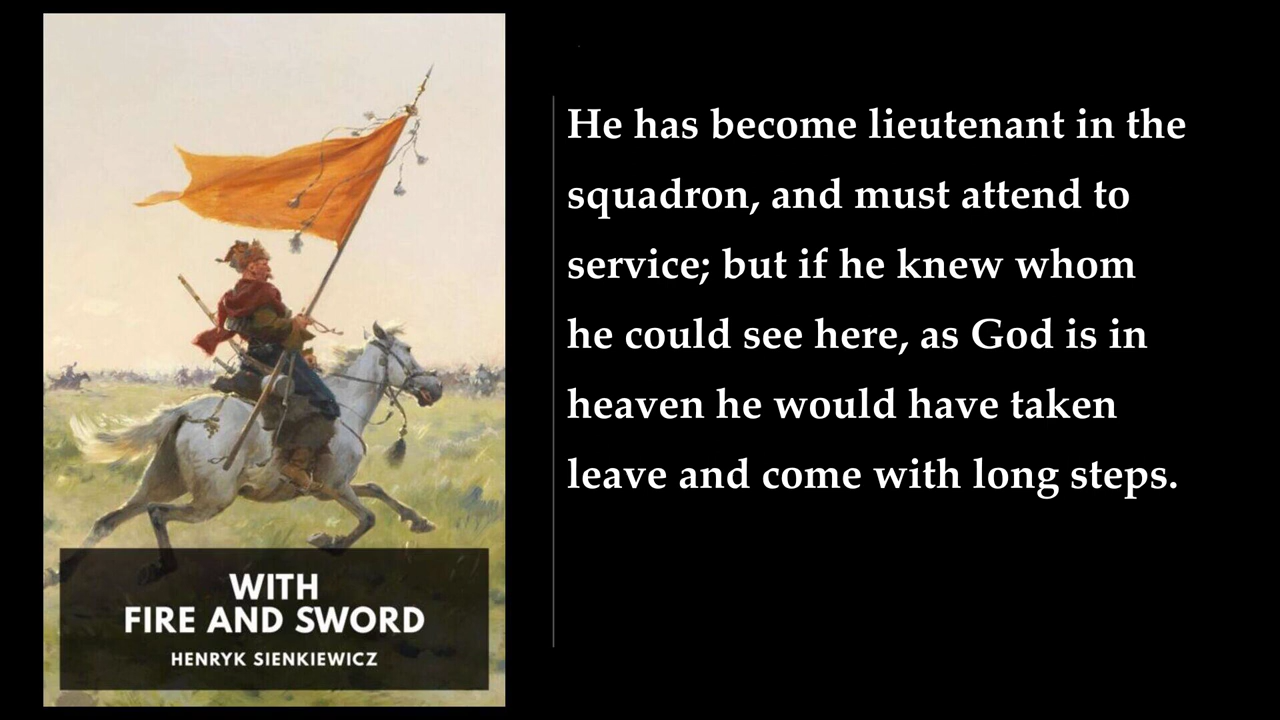 He has become lieutenant in the
squadron, and must attend to
service; but if he knew whom
he could see here, as God is in
heaven he would have taken
leave and come with long steps.
WITH
FIRE AND SWORD
HENRYK SIENKIEWICZ